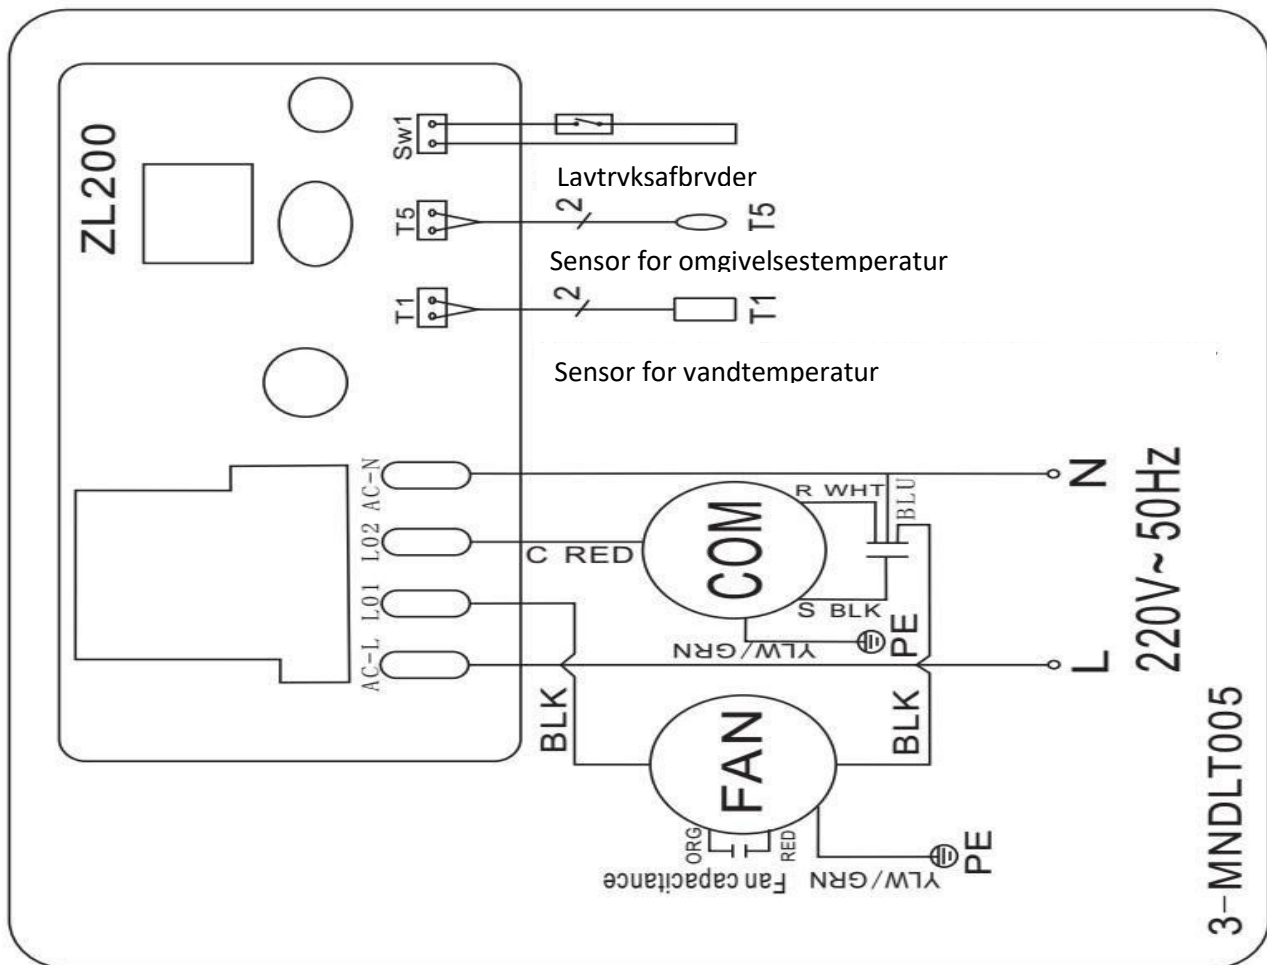 ZL200
Sw1
Lavtryksafbryder
T5
2
T5
Sensor for omgivelsestemperatur
T1
2
T1
Sensor for vandtemperatur
AC-N
N
R WHT
BLU
L02
C RED
COM
220V~ 50Hz
L01
S BLK
PE
YLW/GRN
AC-L
L
BLK
FAN
BLK
ORG
RED
Fan capacitance
YLW/GRN
PE
3-MNDLT005